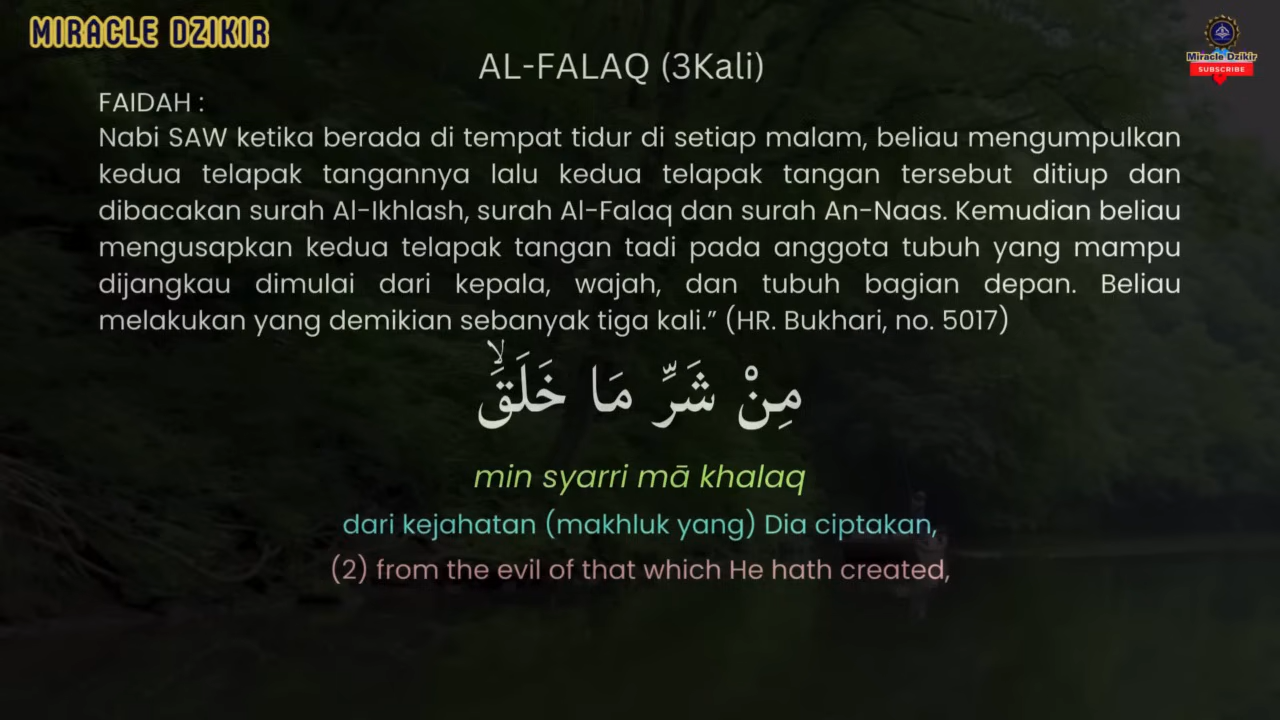 MIRACLE DZIKIR
Miracle Dzikir
SUBSCRIBE
AL-FALAQ (3Kali)
FAIDAH :
Nabi SAW ketika berada di tempat tidur di setiap malam, beliau mengumpulkan
kedua telapak tangannya lalu kedua telapak tangan tersebut ditiup dan
dibacakan surah Al-Ikhlash, surah Al-Falaq dan surah An-Naas. Kemudian beliau
mengusapkan kedua telapak tangan tadi pada anggota tubuh yang mampu
dijangkau dimulai dari kepala, wajah, dan tubuh bagian depan. Beliau
melakukan yang demikian sebanyak tiga kali.” (HR. Bukhari, no. 5017)
مِنْ شَرِّ مَا خَلَقَۙ
min syarri mā khalaq
dari kejahatan (makhluk yang) Dia ciptakan,
(2) from the evil of that which He hath created,